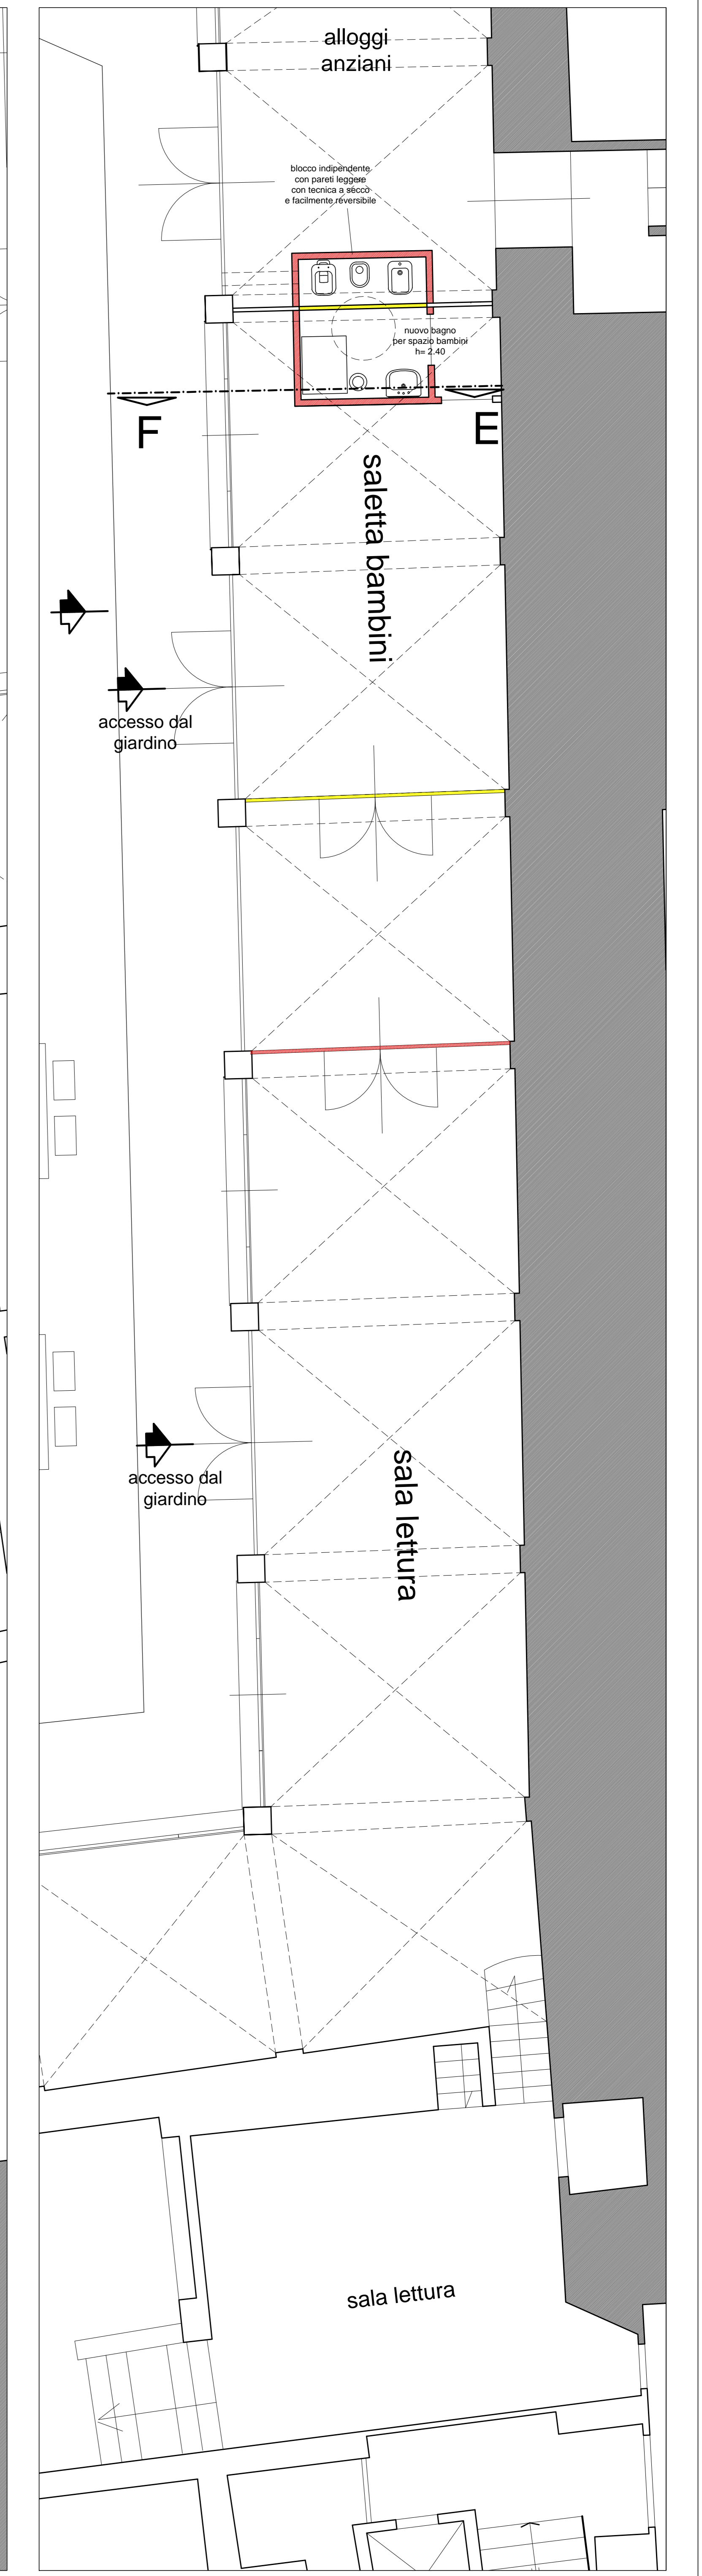 alloggi
anziani
blocco indipendente
con pareti leggere
con tecnica a secco
e facilmente reversibile
nuovo bagno
per spazio bambini
h= 2.40
F
E
saletta bambini
accesso dal
giardino
accesso dal
giardino
sala lettura
sala lettura